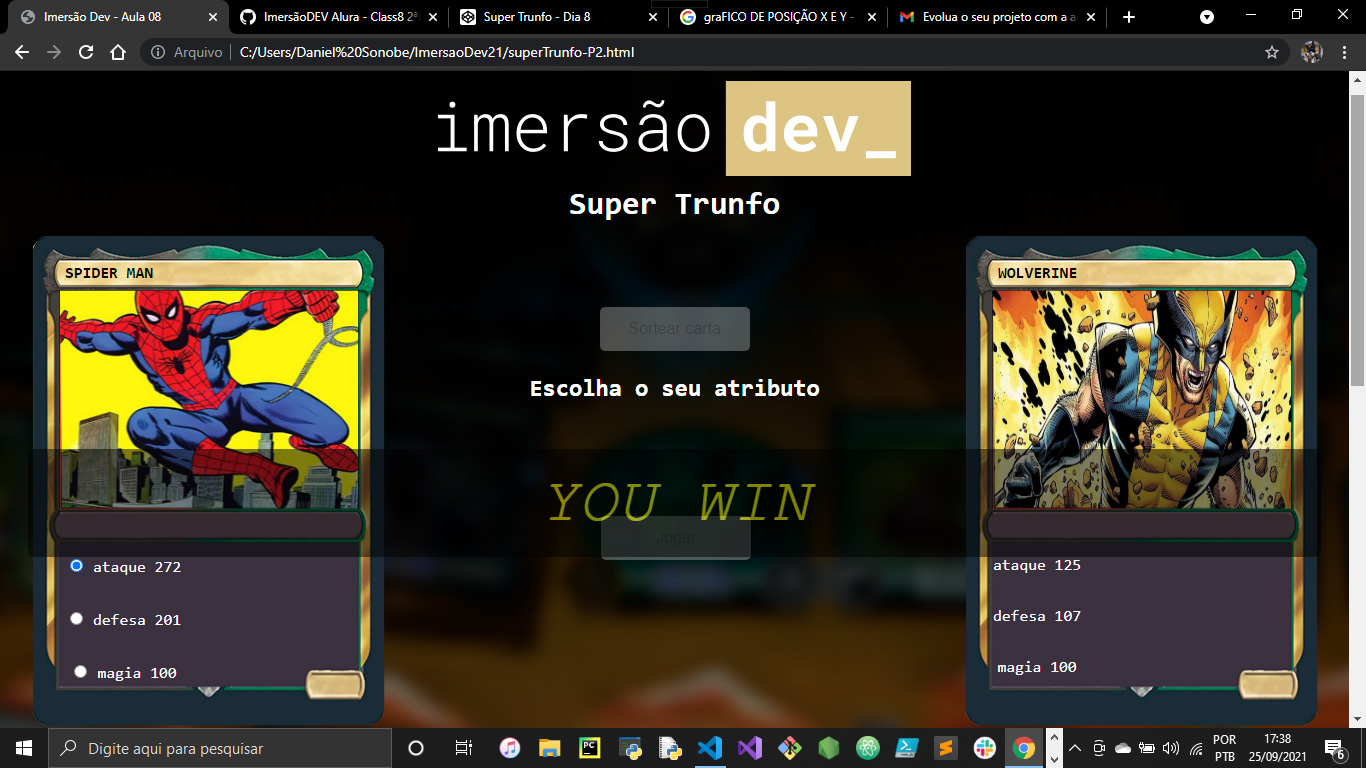 Imersão Dev - Aula 08
ImersãoDEV Alura - Class8 2ª
Super Trunfo - Dia 8
graFICO DE POSIÇÃO X E Y -
Evolua o seu projeto com a a
Arquivo
C:/Users/Daniel%20Sonobe/ImersaoDev21/superTrunfo-P2.html
imersão dev_
Super Trunfo
SPIDER MAN
WOLVERINE
Sortear carta
Escolha o seu atributo
YOU WIN
Jogar
ataque 272
defesa 201
magia 100
ataque 125
defesa 107
magia 100
Digite aqui para pesquisar
PC
POR
PTB
17:38
25/09/2021
6